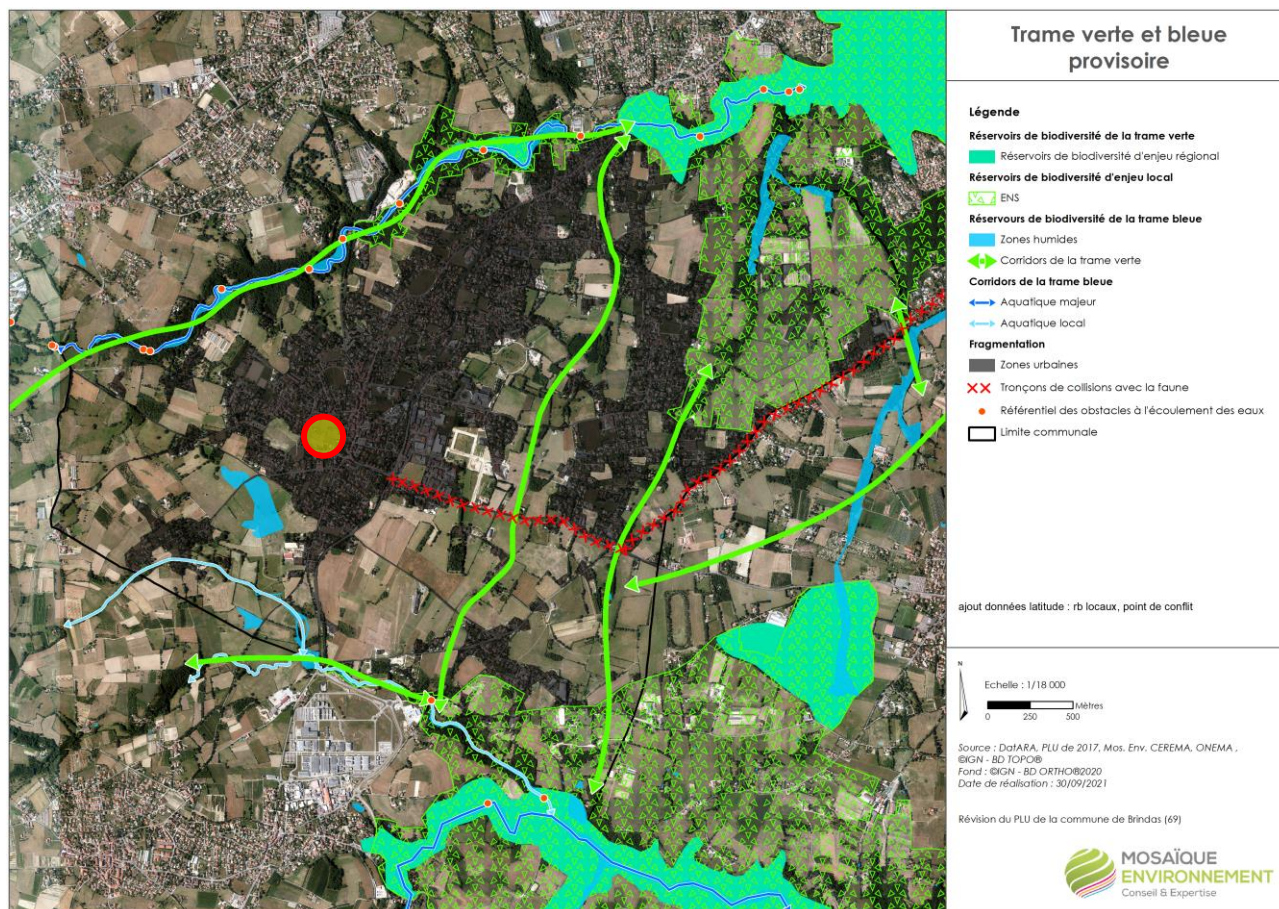 Trame verte et bleue
provisoire
Légende
Réservoirs de biodiversité de la trame verte
Réservoirs de biodiversité d'enjeu régional
Réservoirs de biodiversité d'enjeu local
ENS
Réservours de biodiversité de la trame bleue
Zones humides
Corridors de la trame verte
Corridors de la trame bleue
Aquatique majeur
Aquatique local
Fragmentation
Zones urbaines
Tronçons de collisions avec la faune
Référentiel des obstacles à l'écoulement des eaux
Limite communale
ajout données latitude : rb locaux, point de conflit
N
Echelle : 1/18 000
Mètres
0 250 500
Source : DatARA, PLU de 2017, Mos. Env. CEREMA, ONEMA ,
©IGN - BD TOPO®
Fond : ©IGN - BD ORTHO®2020
Date de réalisation : 30/09/2021
Révision du PLU de la commune de Brindas (69)
MOSAÏQUE
ENVIRONNEMENT
Conseil & Expertise